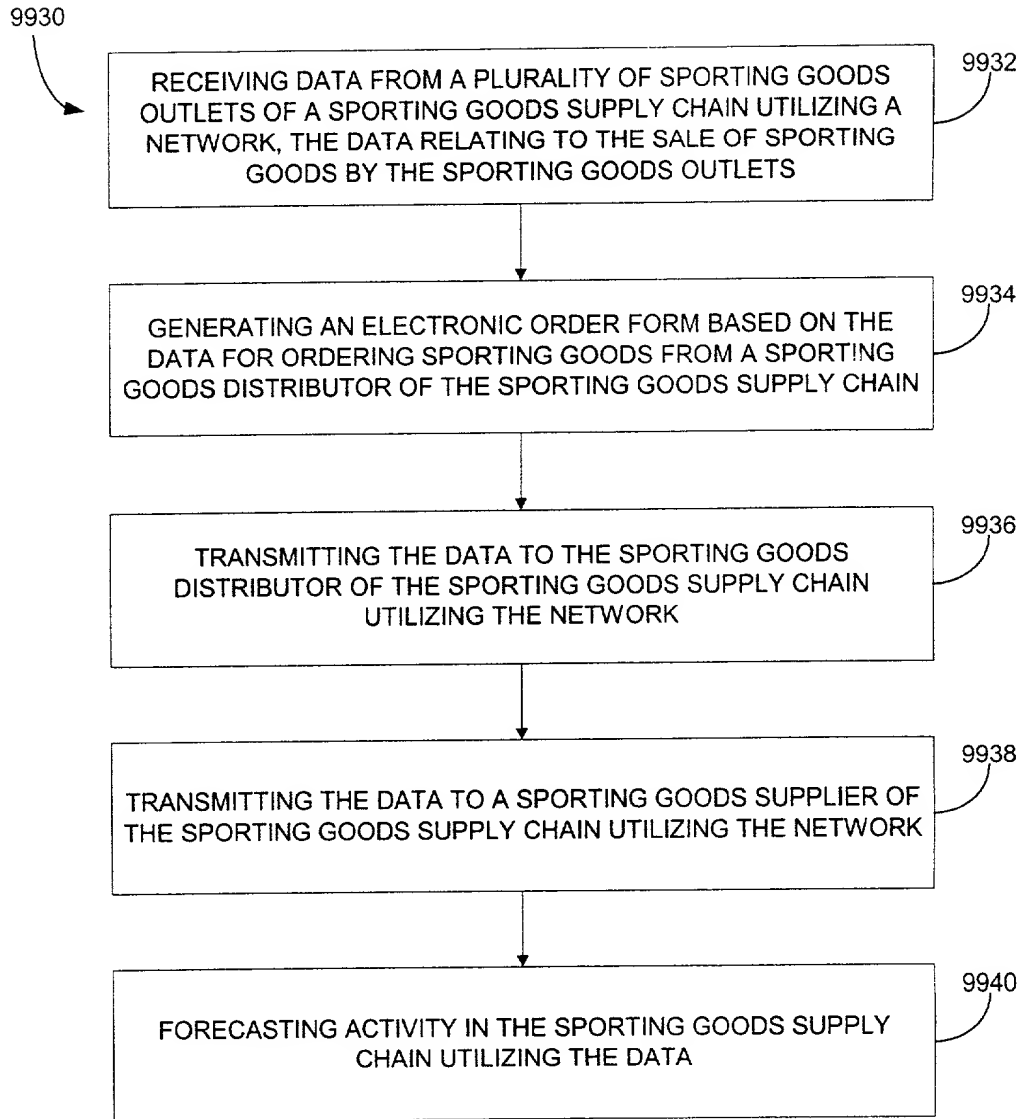 9930
9932
RECEIVING DATA FROM A PLURALITY OF SPORTING GOODS
OUTLETS OF A SPORTING GOODS SUPPLY CHAIN UTILIZING A
NETWORK, THE DATA RELATING TO THE SALE OF SPORTING
GOODS BY THE SPORTING GOODS OUTLETS
9934
GENERATING AN ELECTRONIC ORDER FORM BASED ON THE
DATA FOR ORDERING SPORTING GOODS FROM A SPORTING
GOODS DISTRIBUTOR OF THE SPORTING GOODS SUPPLY CHAIN
9936
TRANSMITTING THE DATA TO THE SPORTING GOODS
DISTRIBUTOR OF THE SPORTING GOODS SUPPLY CHAIN
UTILIZING THE NETWORK
9938
TRANSMITTING THE DATA TO A SPORTING GOODS SUPPLIER OF
THE SPORTING GOODS SUPPLY CHAIN UTILIZING THE NETWORK
9940
FORECASTING ACTIVITY IN THE SPORTING GOODS SUPPLY
CHAIN UTILIZING THE DATA